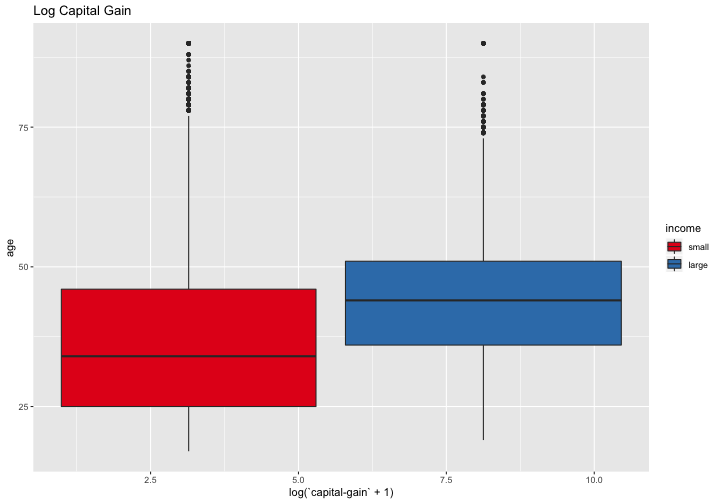 Log Capital Gain
75
50
25
age
2.5 5.0 7.5 10.0
log(`capital-gain` + 1)
income
small
large